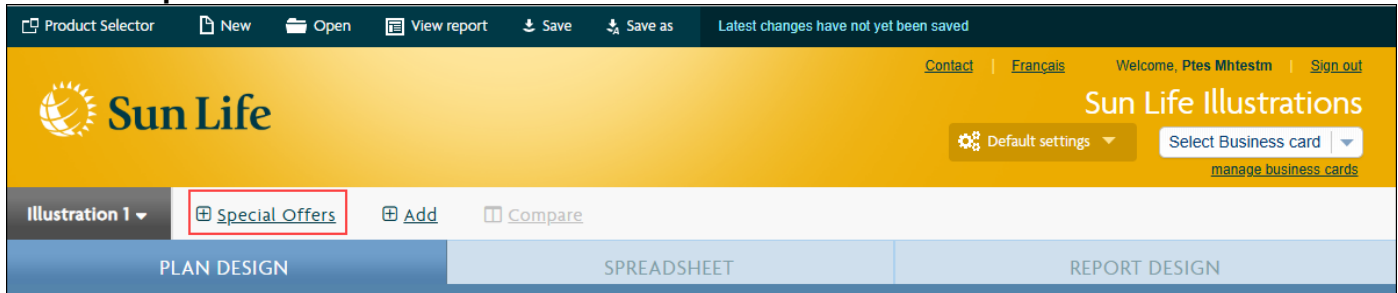 Product Selector New Open View report Save Save as Latest changes have not yet been saved
Contact | Français Welcome, Ptes Mhtestm | Sign out
Sun Life
Sun Life Illustrations
Default settings Select Business card
manage business cards
Illustration 1 Special Offers Add Compare
PLAN DESIGN SPREADSHEET REPORT DESIGN